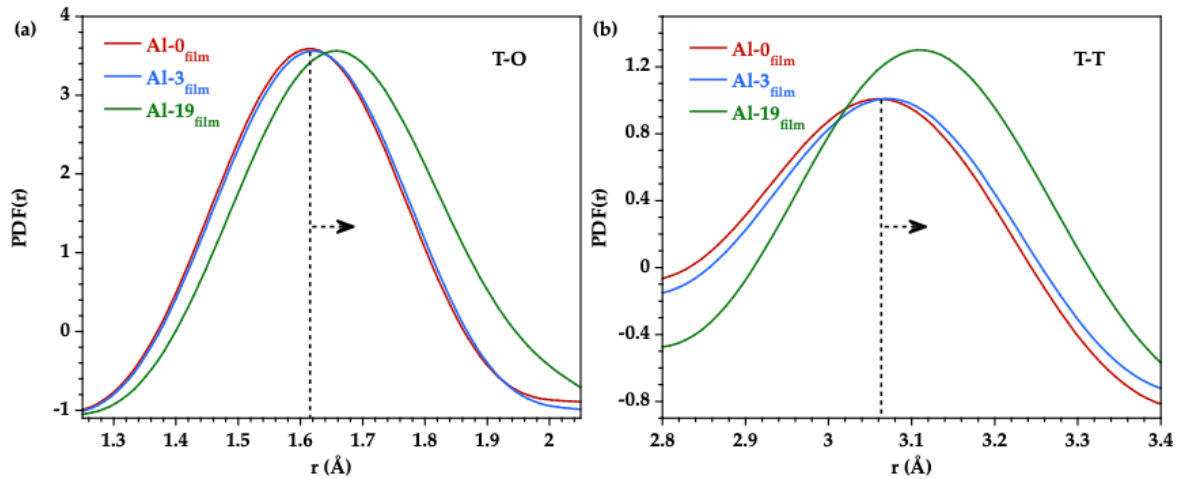 (a)
Al-0film
Al-3film
Al-19film
T-O
PDF(r)
4
3
2
1
0
-1
1.3 1.4 1.5 1.6 1.7 1.8 1.9 2
r (Å)
(b)
Al-0film
Al-3film
Al-19film
T-T
PDF(r)
1.2
0.8
0.4
0
-0.4
-0.8
2.8 2.9 3 3.1 3.2 3.3 3.4
r (Å)